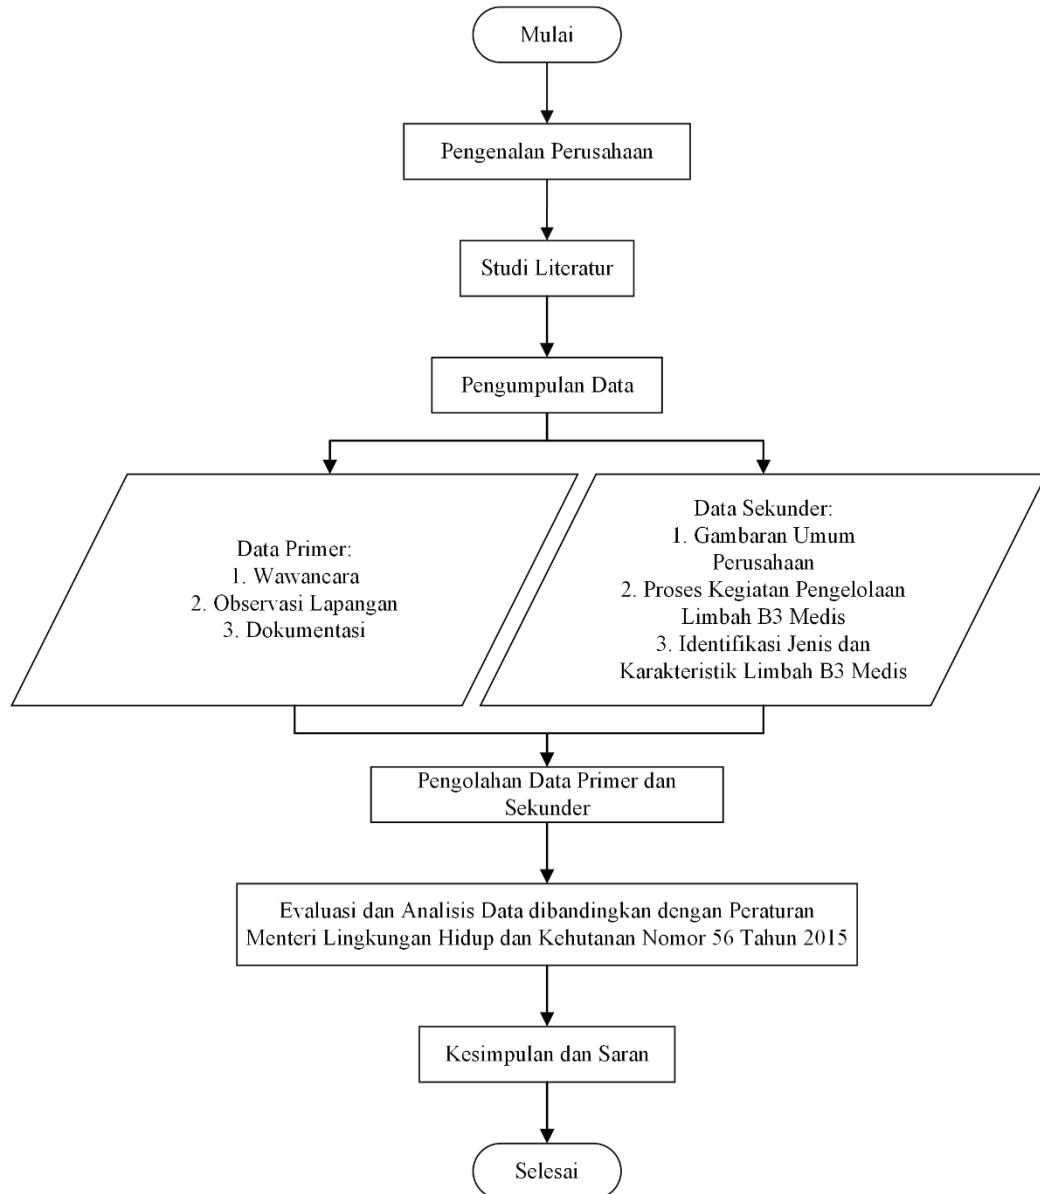 Mulai
Pengenalan Perusahaan
Studi Literatur
Pengumpulan Data
Data Primer:
1. Wawancara
2. Observasi Lapangan
3. Dokumentasi
Data Sekunder:
1. Gambaran Umum
Perusahaan
2. Proses Kegiatan Pengelolaan
Limbah B3 Medis
3. Identifikasi Jenis dan
Karakteristik Limbah B3 Medis
Pengolahan Data Primer dan
Sekunder
Evaluasi dan Analisis Data dibandingkan dengan Peraturan
Menteri Lingkungan Hidup dan Kehutanan Nomor 56 Tahun 2015
Kesimpulan dan Saran
Selesai